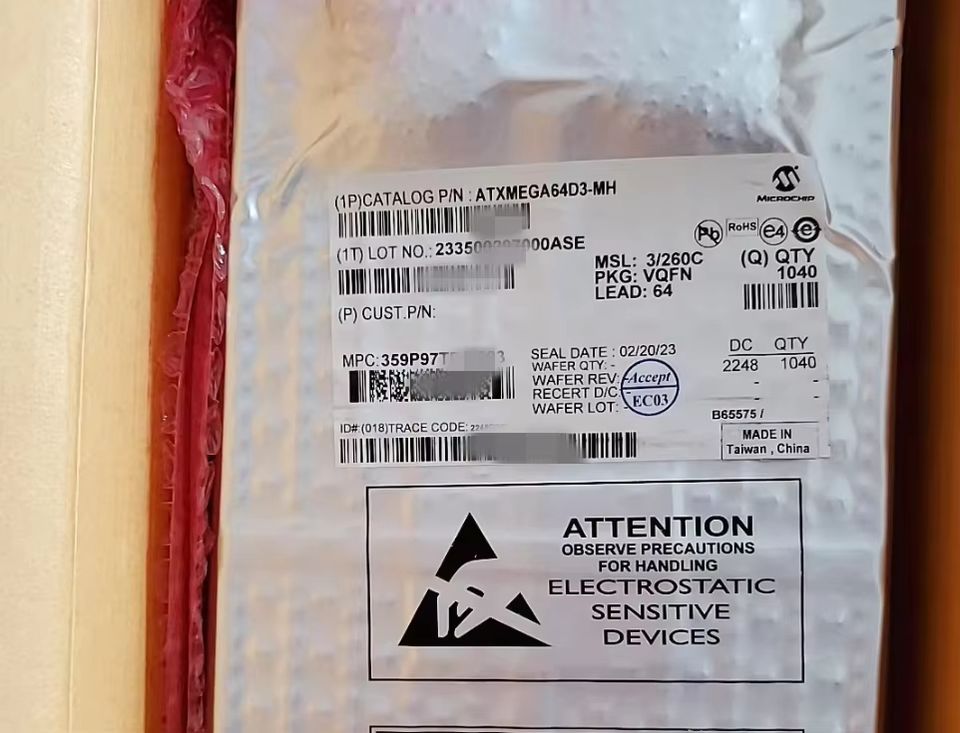 (1P)CATALOG P/N : ATXMEGA64D3-MH
MICROCHIP
Pb RoHS e4 e
(1T) LOT NO.:
MSL: 3/260C
PKG: VQFN
LEAD: 64
(Q) QTY
1040
(P) CUST.P/N:
MPC:
SEAL DATE : 02/20/23
WAFER QTY: -
WAFER REV:
RECERT D/C:
WAFER LOT: -
Accept
EC03
DC QTY
2248 1040
- -
- -
B65575 /
ID#:(018)TRACE CODE:
MADE IN
Taiwan , China
ATTENTION
OBSERVE PRECAUTIONS
FOR HANDLING
ELECTROSTATIC
SENSITIVE
DEVICES